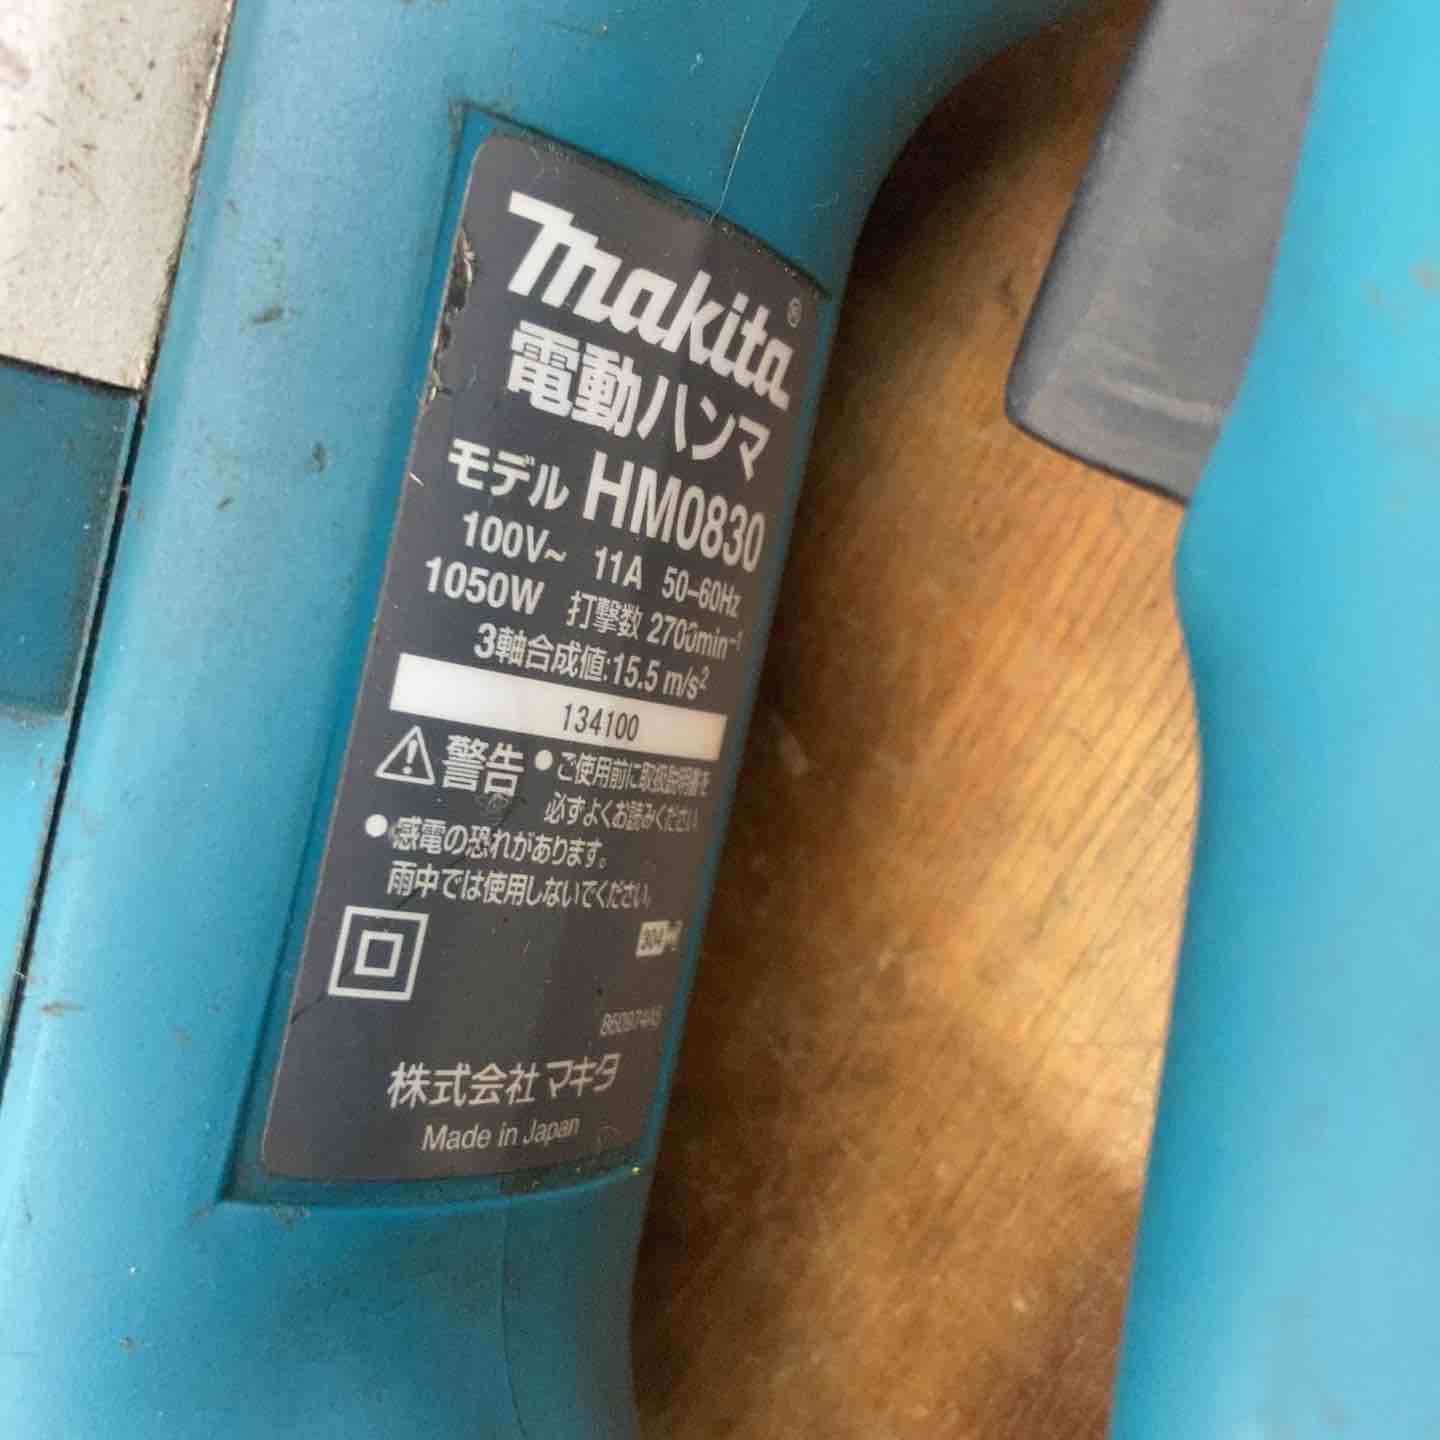 makita®
電動ハンマ
モデル HM0830
100V~ 11A 50-60Hz
1050W 打撃数 2700min⁻¹
3軸合成値:15.5 m/s²
134100
警告 ●ご使用前に取扱説明書を
必ずよくお読みください
●感電の恐れがあります。
雨中では使用しないでください。
株式会社マキタ
Made in Japan